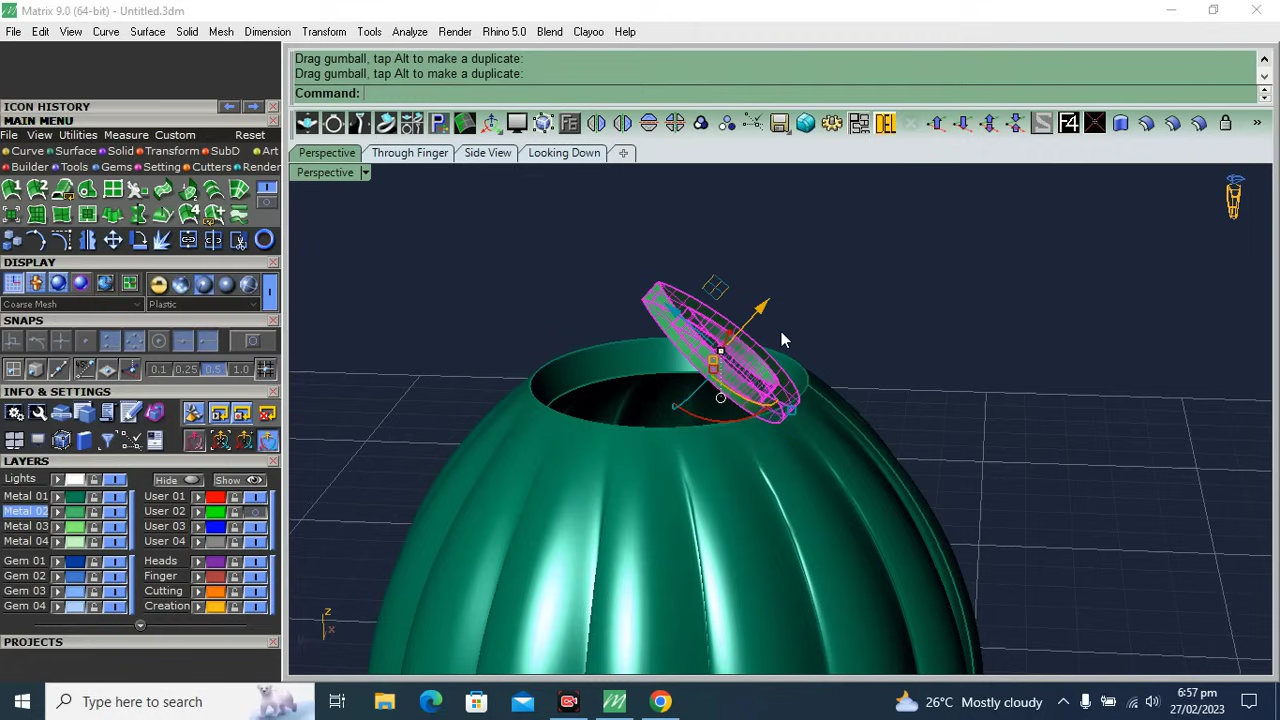 Matrix 9.0 (64-bit) - Untitled.3dm
File Edit View Curve Surface Solid Mesh Dimension Transform Tools Analyze Render Rhino 5.0 Blend Clayoo Help
Drag gumball, tap Alt to make a duplicate:
Drag gumball, tap Alt to make a duplicate:
Command:
ICON HISTORY
MAIN MENU
File View Utilities Measure Custom Reset
Curve Surface Solid Transform SubD Art
Builder Tools Gems Setting Cutters Render
Perspective Through Finger Side View Looking Down
Perspective
DISPLAY
Coarse Mesh Plastic
SNAPS
0.1 0.25 0.5 1.0
INFO & SETTINGS
LAYERS
Lights Hide Show
Metal 01 User 01
Metal 02 User 02
Metal 03 User 03
Metal 04 User 04
Gem 01 Heads
Gem 02 Finger
Gem 03 Cutting
Gem 04 Creation
PROJECTS
z
x
F4
Type here to search
26°C Mostly cloudy
6:57 pm
27/02/2023